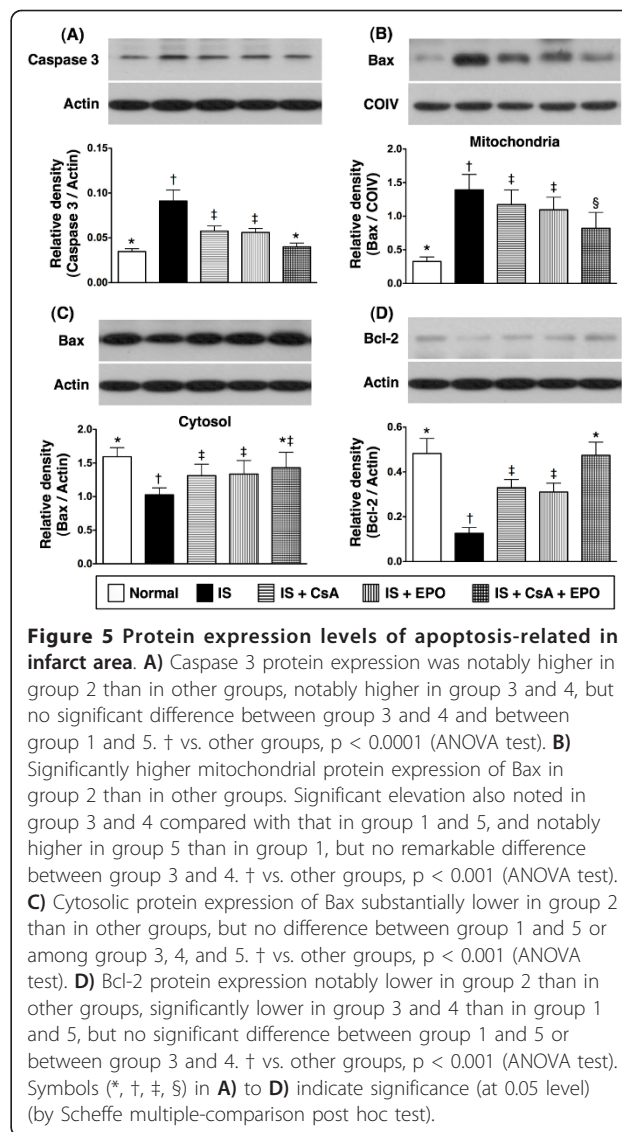 (A)
Caspase 3
Actin
Relative density
(Caspase 3 / Actin)
0.15
0.10
0.05
0.00
*
†
‡
‡
*
(B)
Bax
COIV
Mitochondria
Relative density
(Bax / COIV)
2.0
1.5
1.0
0.5
0.0
*
†
‡
‡
§
(C)
Bax
Actin
Cytosol
Relative density
(Bax / Actin)
2.0
1.5
1.0
0.5
0.0
*
†
‡
‡
*‡
(D)
Bcl-2
Actin
Relative density
(Bcl-2 / Actin)
0.6
0.4
0.2
0.0
*
†
‡
‡
*
Normal IS IS + CsA IS + EPO IS + CsA + EPO
Figure 5 Protein expression levels of apoptosis-related in
infarct area. A) Caspase 3 protein expression was notably higher in
group 2 than in other groups, notably higher in group 3 and 4, but
no significant difference between group 3 and 4 and between
group 1 and 5. † vs. other groups, p < 0.0001 (ANOVA test). B)
Significantly higher mitochondrial protein expression of Bax in
group 2 than in other groups. Significant elevation also noted in
group 3 and 4 compared with that in group 1 and 5, and notably
higher in group 5 than in group 1, but no remarkable difference
between group 3 and 4. † vs. other groups, p < 0.001 (ANOVA test).
C) Cytosolic protein expression of Bax substantially lower in group 2
than in other groups, but no difference between group 1 and 5 or
among group 3, 4, and 5. † vs. other groups, p < 0.001 (ANOVA
test). D) Bcl-2 protein expression notably lower in group 2 than in
other groups, significantly lower in group 3 and 4 than in group 1
and 5, but no significant difference between group 1 and 5 or
between group 3 and 4. † vs. other groups, p < 0.001 (ANOVA test).
Symbols (*, †, ‡, §) in A) to D) indicate significance (at 0.05 level)
(by Scheffe multiple-comparison post hoc test).